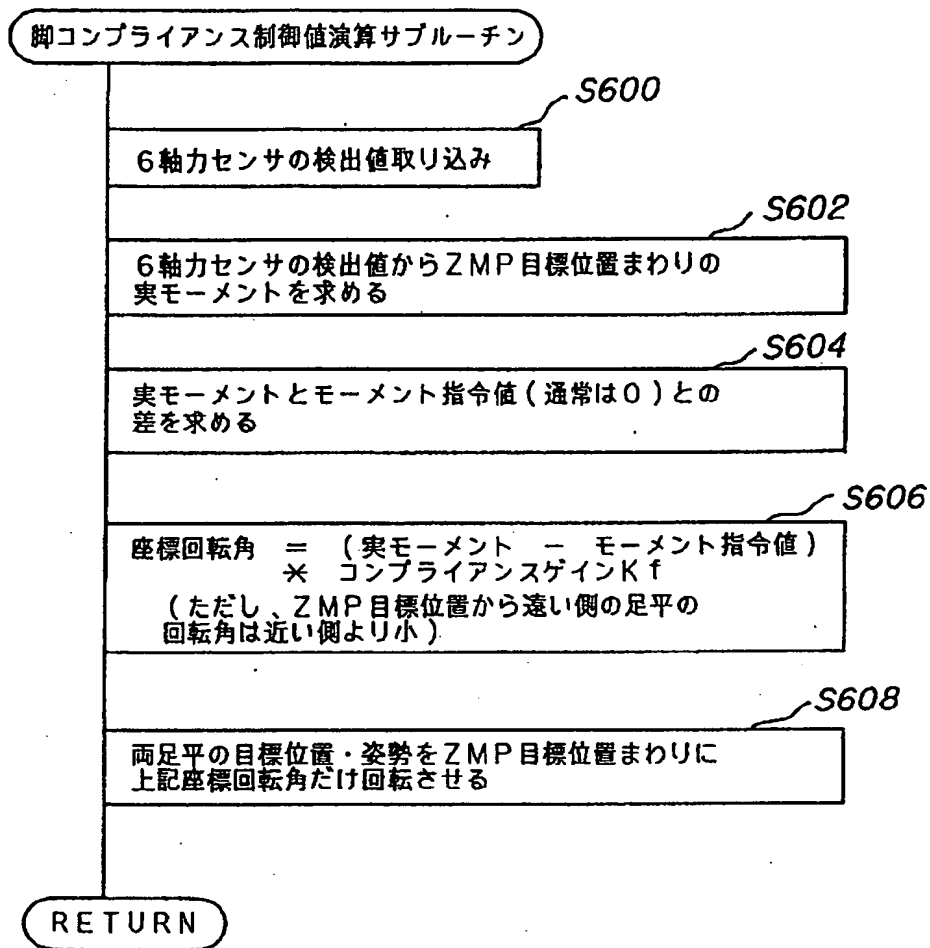 脚コンプライアンス制御値演算サブルーチン
S600
6軸力センサの検出値取り込み
S602
6軸力センサの検出値からZMP目標位置まわりの
実モーメントを求める
S604
実モーメントとモーメント指令値(通常は0)との
差を求める
S606
座標回転角 = (実モーメント - モーメント指令値)
* コンプライアンスゲインKf
(ただし、ZMP目標位置から遠い側の足平の
回転角は近い側より小)
S608
両足平の目標位置・姿勢をZMP目標位置まわりに
上記座標回転角だけ回転させる
RETURN